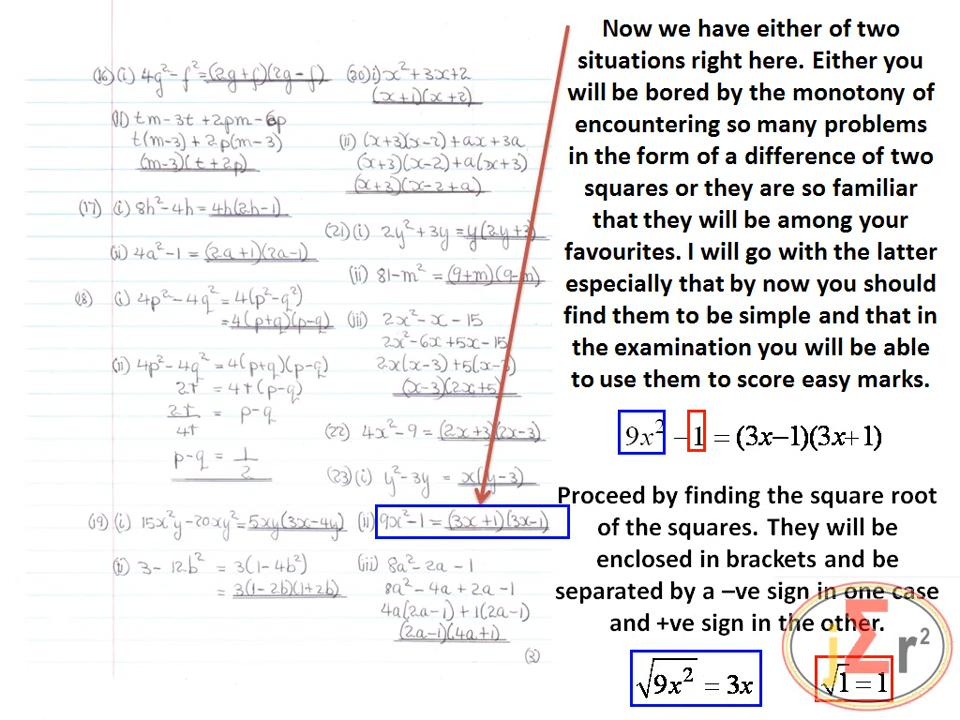 (16)(i) 4g²-f²=(2g+f)(2g-f)
(ii) tm-3t+2pm-6p
t(m-3)+2p(m-3)
(m-3)(t+2p)
(17) (i) 8h²-4h=4h(2h-1)
(ii) 4a²-1=(2a+1)(2a-1)
(18) (i) 4p²-4q²=4(p²-q²)
=4(p+q)(p-q)
(ii) 4p²-4q²=4(p+q)(p-q)
2t = 4t(p-q)
2t/4t = p-q
p-q = 1/2
(19)(i) 15x²y-20xy²=5xy(3x-4y)
(ii) 3-12b² = 3(1-4b²)
= 3(1-2b)(1+2b)
(20)i) x²+3x+2
(x+1)(x+2)
(ii) (x+3)(x-2)+ax+3a
(x+3)(x-2)+a(x+3)
(x+3)(x-2+a)
(21)(i) 2y²+3y=y(2y+3)
(ii) 81-m²=(9+m)(9-m)
(iii) 2x²-x-15
2x²-6x+5x-15
2x(x-3)+5(x-3)
(x-3)(2x+5)
(22) 4x²-9=(2x+3)(2x-3)
(23)(i) y²-3y = x(y-3)
(ii) 9x²-1=(3x+1)(3x-1)
(iii) 8a²-2a-1
8a²-4a+2a-1
4a(2a-1)+1(2a-1)
(2a-1)(4a+1)
(3)
Now we have either of two
situations right here. Either you
will be bored by the monotony of
encountering so many problems
in the form of a difference of two
squares or they are so familiar
that they will be among your
favourites. I will go with the latter
especially that by now you should
find them to be simple and that in
the examination you will be able
to use them to score easy marks.
9x²-1=(3x-1)(3x+1)
Proceed by finding the square root
of the squares. They will be
enclosed in brackets and be
separated by a –ve sign in one case
and +ve sign in the other.
√9x² = 3x
√1=1
jΣr²